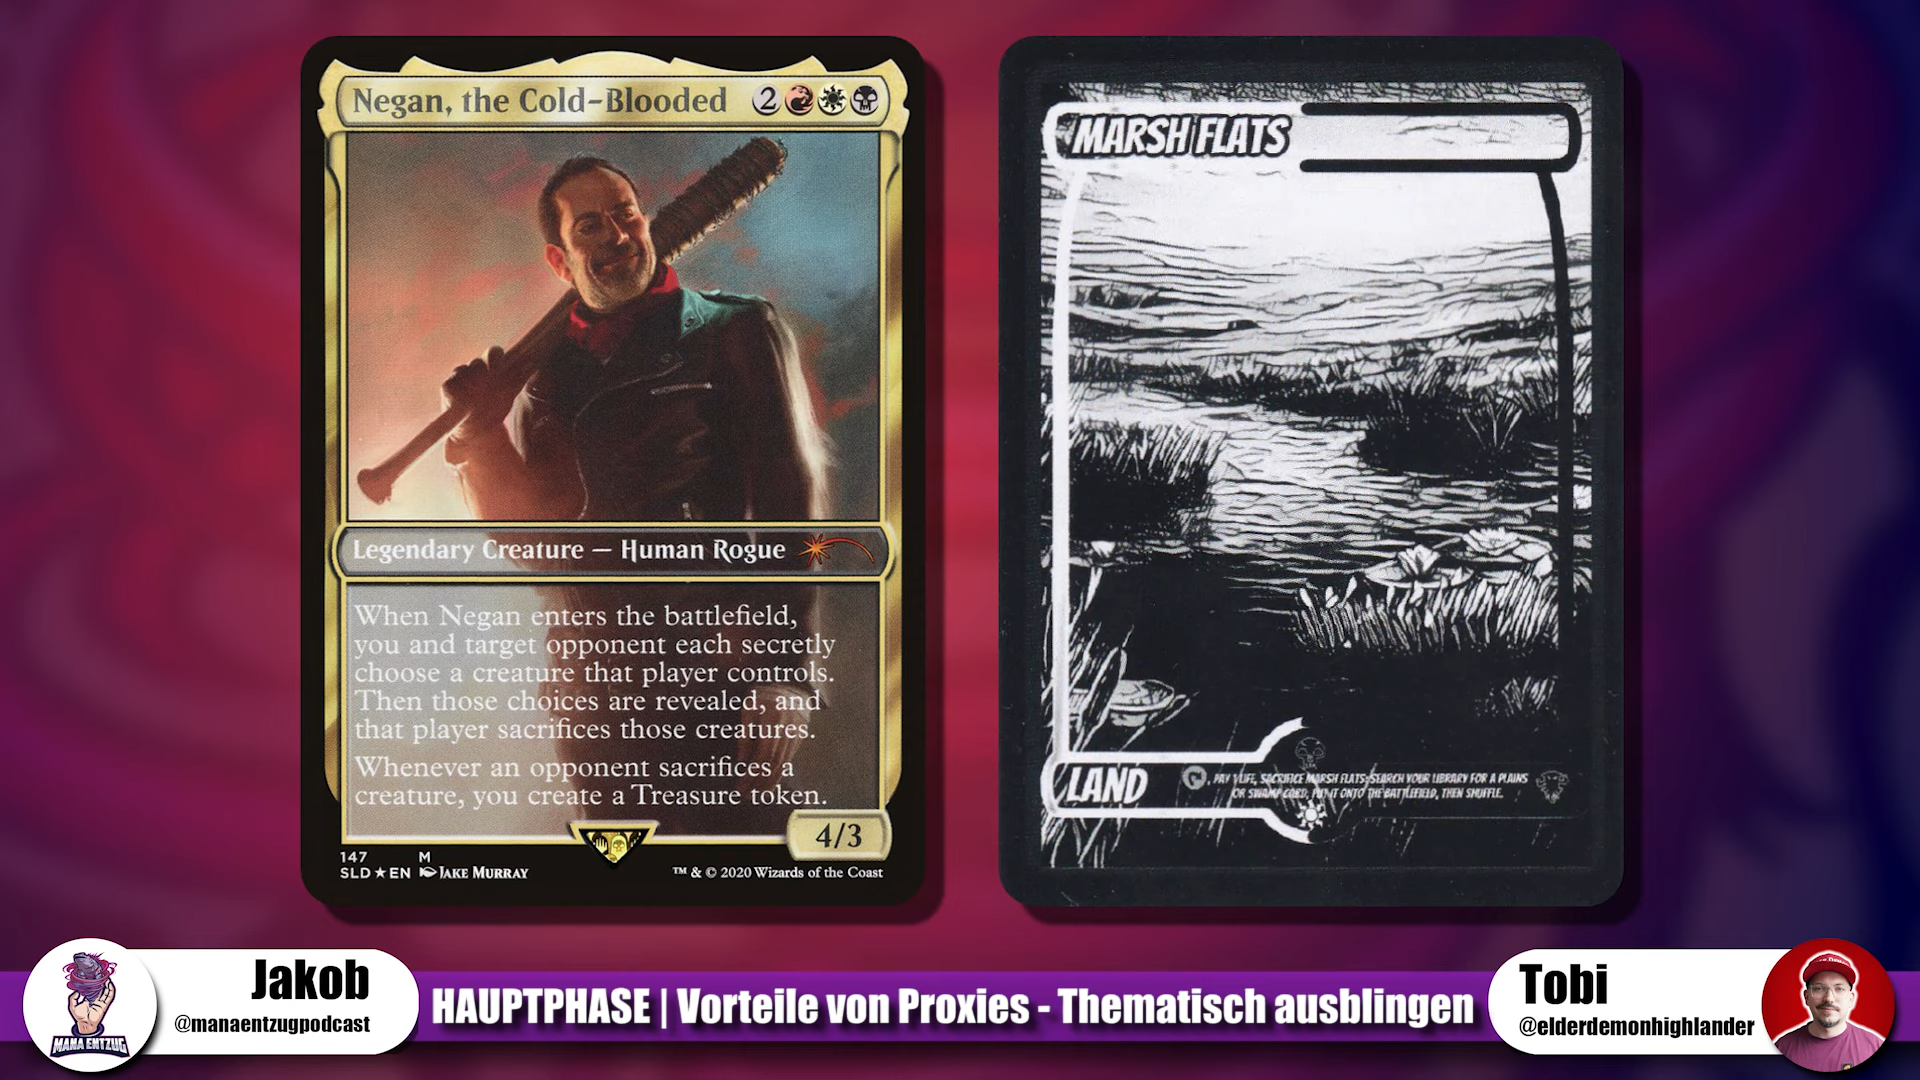 Negan, the Cold-Blooded 2
Legendary Creature — Human Rogue
When Negan enters the battlefield,
you and target opponent each secretly
choose a creature that player controls.
Then those choices are revealed, and
that player sacrifices those creatures.
Whenever an opponent sacrifices a
creature, you create a Treasure token.
4/3
147 M
SLD ★ EN JAKE MURRAY
™ & © 2020 Wizards of the Coast
MARSH FLATS
LAND
, PAY 1 LIFE, SACRIFICE MARSH FLATS: SEARCH YOUR LIBRARY FOR A PLAINS
OR SWAMP CARD, PUT IT ONTO THE BATTLEFIELD, THEN SHUFFLE.
MANA ENTZUG
Jakob
@manaentzugpodcast
HAUPTPHASE | Vorteile von Proxies - Thematisch ausblingen
Tobi
@elderdemonhighlander